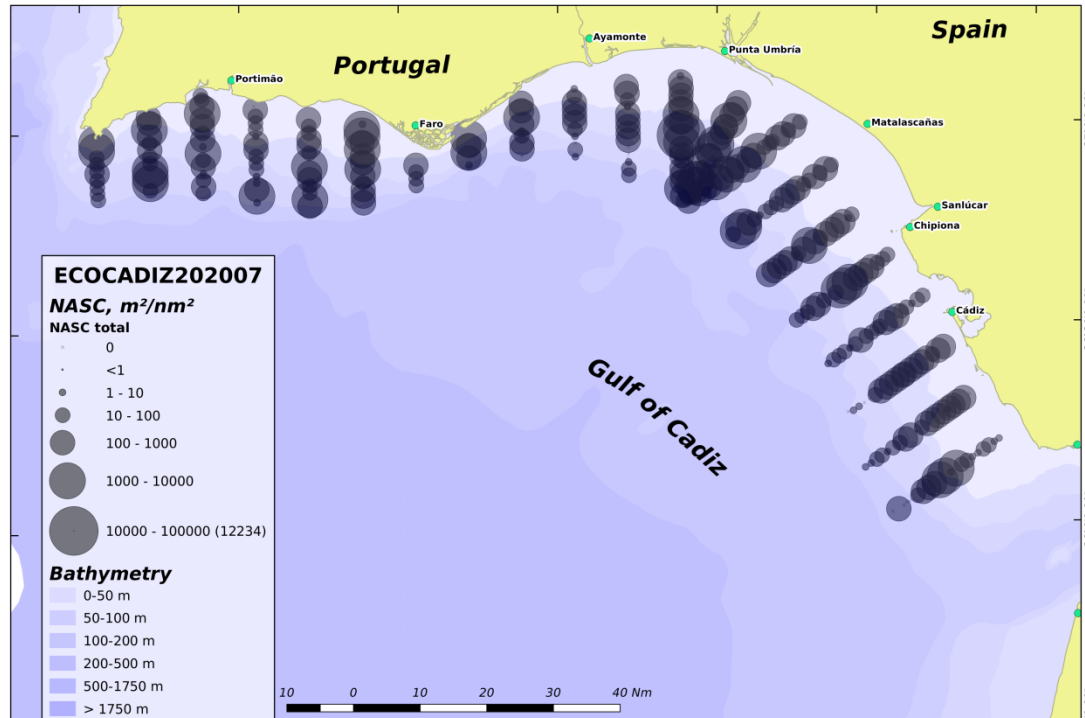 Spain
Ayamonte
Punta Umbría
Portugal
Portimão
Faro
Matalascañas
Sanlúcar
Chipiona
Cádiz
Gulf of Cadiz
ECOCADIZ202007
NASC, m²/nm²
NASC total
0
<1
1 - 10
10 - 100
100 - 1000
1000 - 10000
10000 - 100000 (12234)
Bathymetry
0-50 m
50-100 m
100-200 m
200-500 m
500-1750 m
> 1750 m
10 0 10 20 30 40 Nm